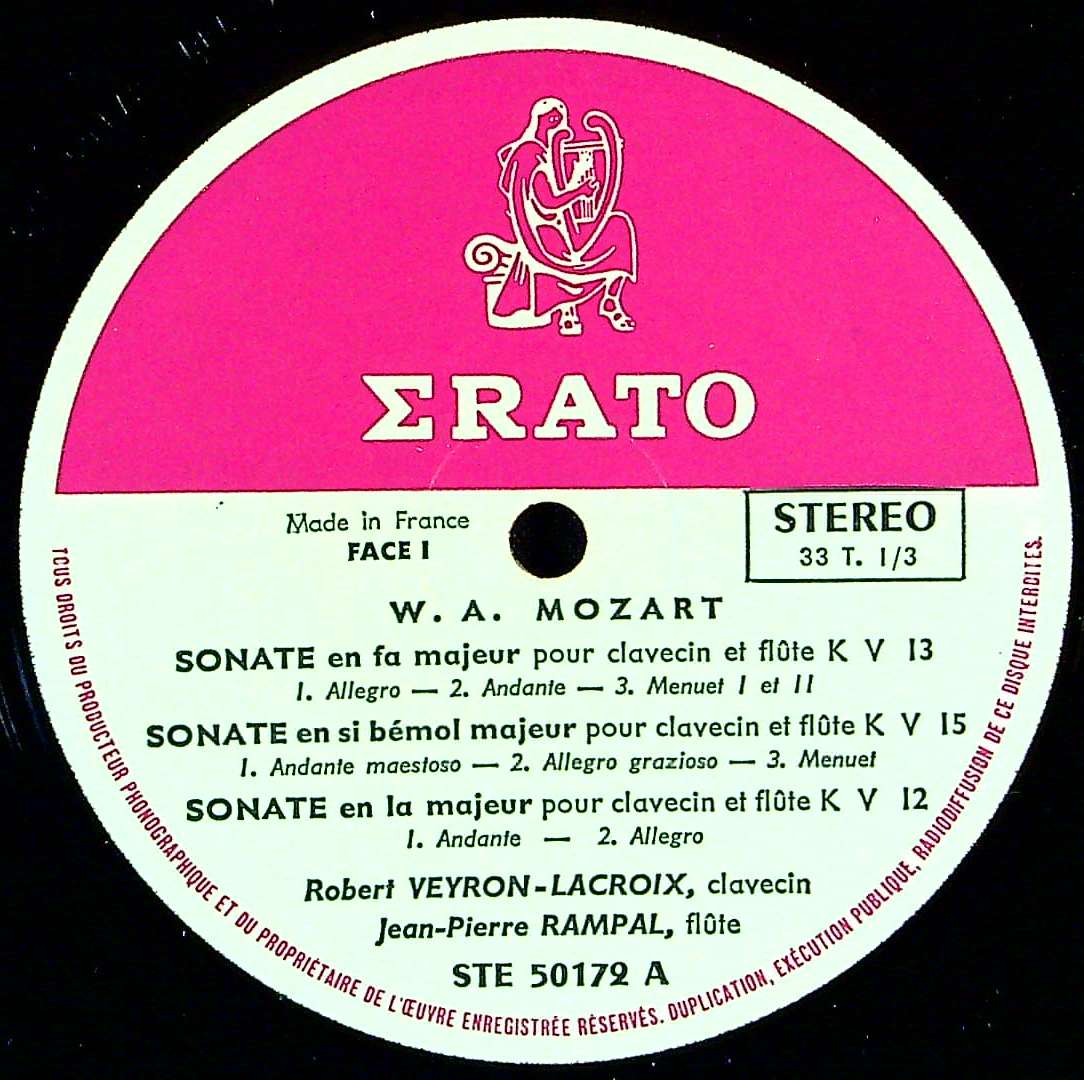 ΣRATO
Made in France
FACE I
STEREO
33 T. 1/3
W. A. MOZART
SONATE en fa majeur pour clavecin et flûte K V 13
1. Allegro — 2. Andante — 3. Menuet I et II
SONATE en si bémol majeur pour clavecin et flûte K V 15
1. Andante maestoso — 2. Allegro grazioso — 3. Menuet
SONATE en la majeur pour clavecin et flûte K V 12
1. Andante — 2. Allegro
Robert VEYRON-LACROIX, clavecin
Jean-Pierre RAMPAL, flûte
STE 50172 A
TOUS DROITS DU PRODUCTEUR PHONOGRAPHIQUE ET DU PROPRIÉTAIRE DE L'ŒUVRE ENREGISTRÉE RÉSERVÉS. DUPLICATION, EXÉCUTION PUBLIQUE, RADIODIFFUSION DE CE DISQUE INTERDITES.